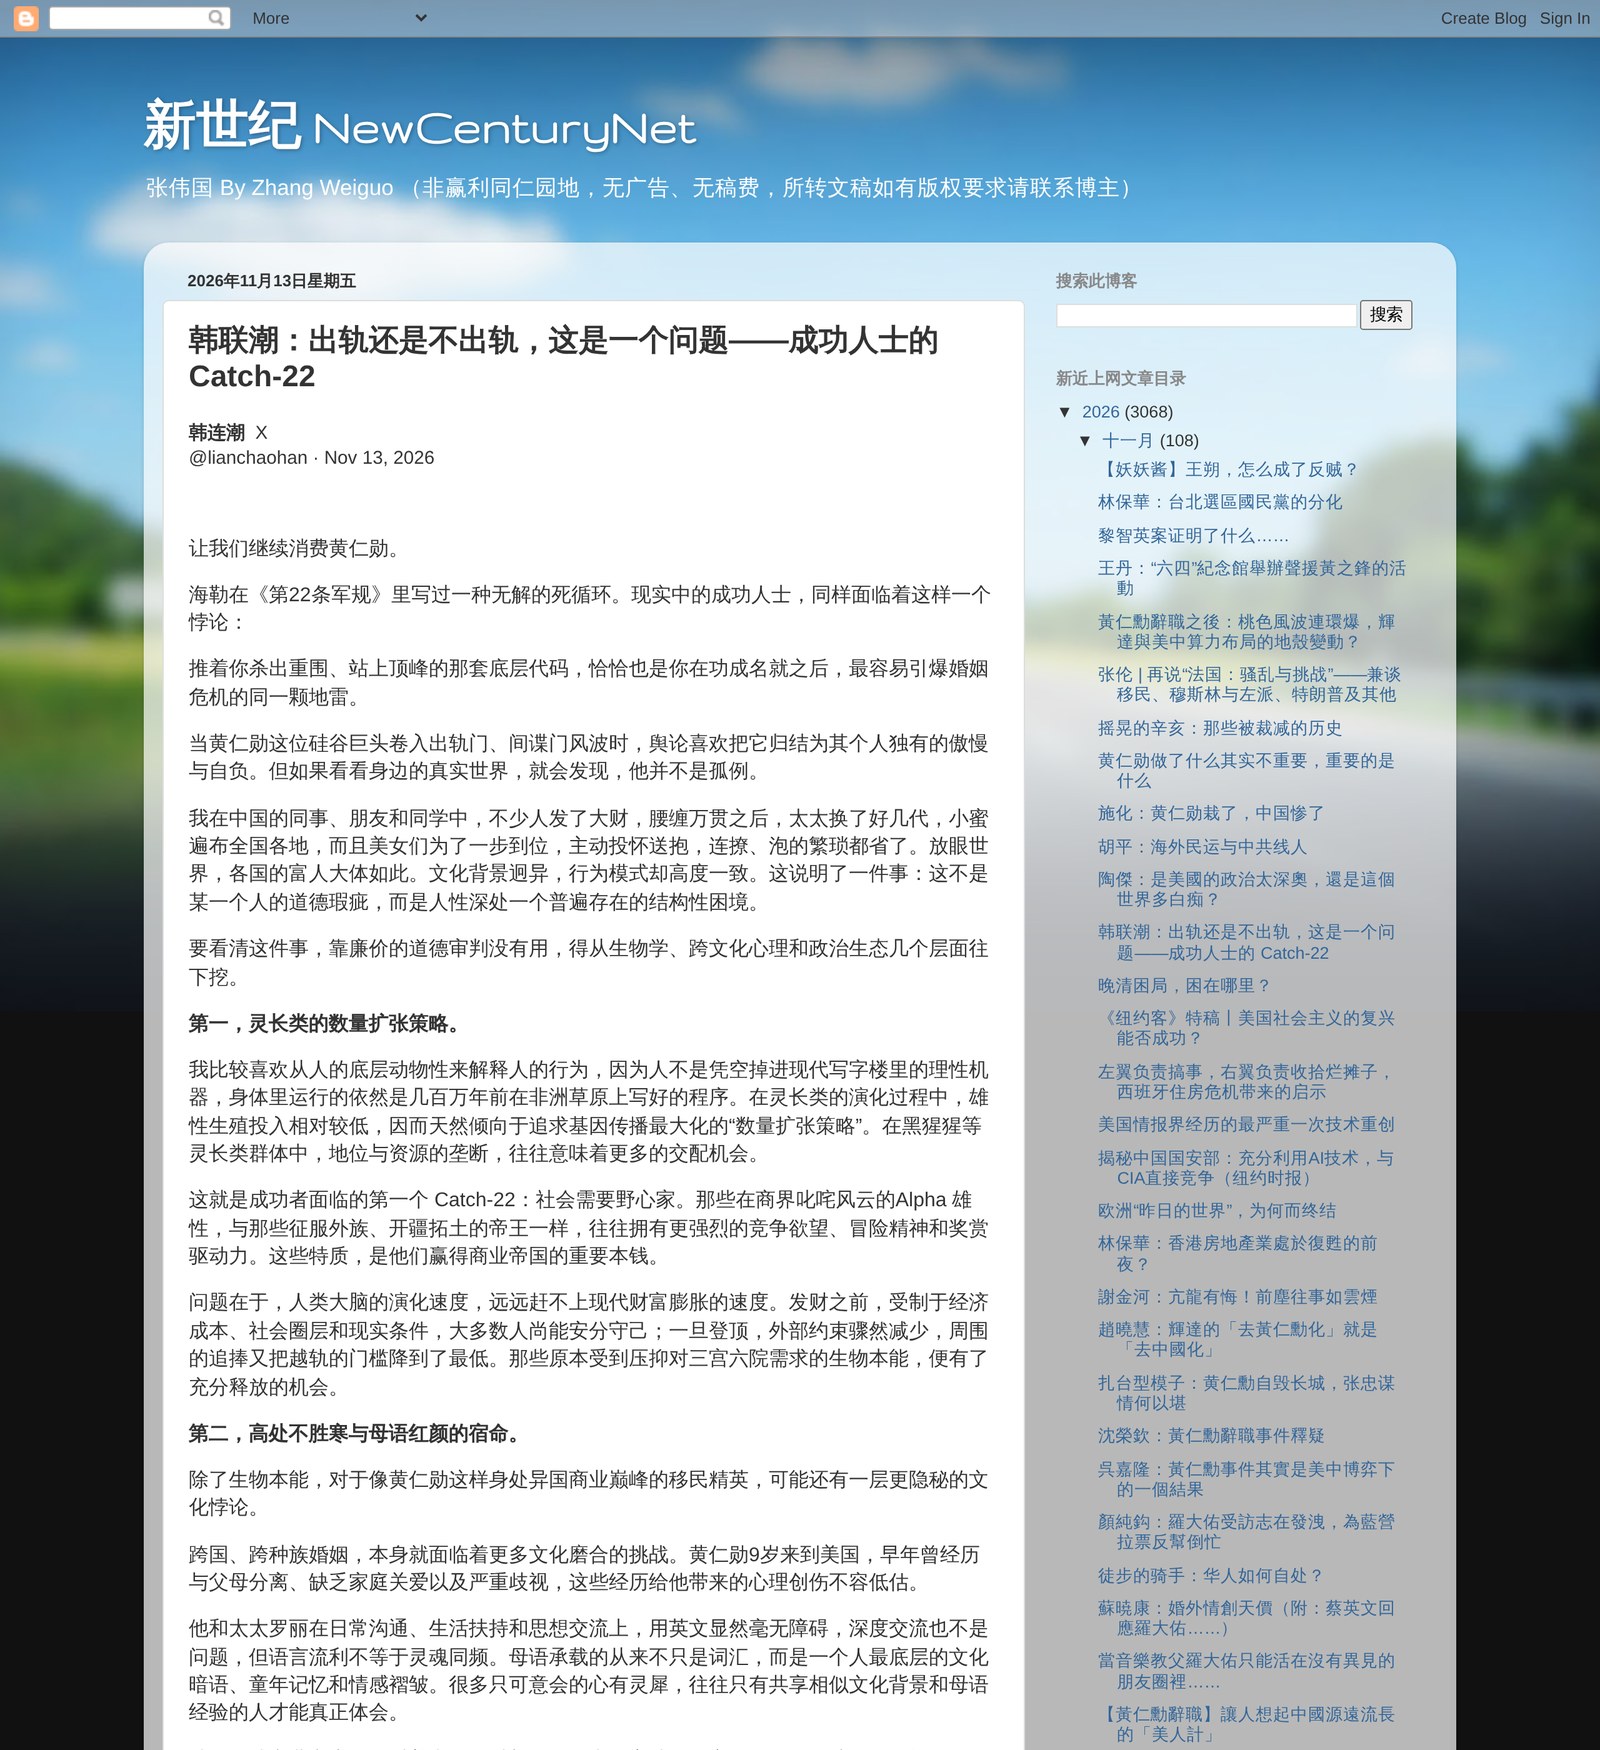 More
Create Blog Sign In
新世纪 NewCenturyNet
张伟国 By Zhang Weiguo （非赢利同仁园地，无广告、无稿费，所转文稿如有版权要求请联系博主）
2026年11月13日星期五
韩联潮：出轨还是不出轨，这是一个问题——成功人士的
Catch-22
韩连潮 X
@lianchaohan · Nov 13, 2026
让我们继续消费黄仁勋。
海勒在《第22条军规》里写过一种无解的死循环。现实中的成功人士，同样面临着这样一个
悖论：
推着你杀出重围、站上顶峰的那套底层代码，恰恰也是你在功成名就之后，最容易引爆婚姻
危机的同一颗地雷。
当黄仁勋这位硅谷巨头卷入出轨门、间谍门风波时，舆论喜欢把它归结为其个人独有的傲慢
与自负。但如果看看身边的真实世界，就会发现，他并不是孤例。
我在中国的同事、朋友和同学中，不少人发了大财，腰缠万贯之后，太太换了好几代，小蜜
遍布全国各地，而且美女们为了一步到位，主动投怀送抱，连撩、泡的繁琐都省了。放眼世
界，各国的富人大体如此。文化背景迥异，行为模式却高度一致。这说明了一件事：这不是
某一个人的道德瑕疵，而是人性深处一个普遍存在的结构性困境。
要看清这件事，靠廉价的道德审判没有用，得从生物学、跨文化心理和政治生态几个层面往
下挖。
第一，灵长类的数量扩张策略。
我比较喜欢从人的底层动物性来解释人的行为，因为人不是凭空掉进现代写字楼里的理性机
器，身体里运行的依然是几百万年前在非洲草原上写好的程序。在灵长类的演化过程中，雄
性生殖投入相对较低，因而天然倾向于追求基因传播最大化的“数量扩张策略”。在黑猩猩等
灵长类群体中，地位与资源的垄断，往往意味着更多的交配机会。
这就是成功者面临的第一个 Catch-22：社会需要野心家。那些在商界叱咤风云的Alpha 雄
性，与那些征服外族、开疆拓土的帝王一样，往往拥有更强烈的竞争欲望、冒险精神和奖赏
驱动力。这些特质，是他们赢得商业帝国的重要本钱。
问题在于，人类大脑的演化速度，远远赶不上现代财富膨胀的速度。发财之前，受制于经济
成本、社会圈层和现实条件，大多数人尚能安分守己；一旦登顶，外部约束骤然减少，周围
的追捧又把越轨的门槛降到了最低。那些原本受到压抑对三宫六院需求的生物本能，便有了
充分释放的机会。
第二，高处不胜寒与母语红颜的宿命。
除了生物本能，对于像黄仁勋这样身处异国商业巅峰的移民精英，可能还有一层更隐秘的文
化悖论。
跨国、跨种族婚姻，本身就面临着更多文化磨合的挑战。黄仁勋9岁来到美国，早年曾经历
与父母分离、缺乏家庭关爱以及严重歧视，这些经历给他带来的心理创伤不容低估。
他和太太罗丽在日常沟通、生活扶持和思想交流上，用英文显然毫无障碍，深度交流也不是
问题，但语言流利不等于灵魂同频。母语承载的从来不只是词汇，而是一个人最底层的文化
暗语、童年记忆和情感褶皱。很多只可意会的心有灵犀，往往只有共享相似文化背景和母语
经验的人才能真正体会。
搜索此博客
搜索
新近上网文章目录
▼ 2026 (3068)
▼ 十一月 (108)
【妖妖酱】王朔，怎么成了反贼？
林保華：台北選區國民黨的分化
黎智英案证明了什么……
王丹：“六四”紀念館舉辦聲援黃之鋒的活
動
黃仁勳辭職之後：桃色風波連環爆，輝
達與美中算力布局的地殼變動？
张伦 | 再说“法国：骚乱与挑战”——兼谈
移民、穆斯林与左派、特朗普及其他
摇晃的辛亥：那些被裁减的历史
黄仁勋做了什么其实不重要，重要的是
什么
施化：黄仁勋栽了，中国惨了
胡平：海外民运与中共线人
陶傑：是美國的政治太深奧，還是這個
世界多白痴？
韩联潮：出轨还是不出轨，这是一个问
题——成功人士的 Catch-22
晚清困局，困在哪里？
《纽约客》特稿丨美国社会主义的复兴
能否成功？
左翼负责搞事，右翼负责收拾烂摊子，
西班牙住房危机带来的启示
美国情报界经历的最严重一次技术重创
揭秘中国国安部：充分利用AI技术，与
CIA直接竞争（纽约时报）
欧洲“昨日的世界”，为何而终结
林保華：香港房地產業處於復甦的前
夜？
謝金河：亢龍有悔！前塵往事如雲煙
趙曉慧：輝達的「去黃仁勳化」就是
「去中國化」
扎台型模子：黄仁勳自毁长城，张忠谋
情何以堪
沈榮欽：黃仁勳辭職事件釋疑
呉嘉隆：黃仁勳事件其實是美中博弈下
的一個結果
顏純鈎：羅大佑受訪志在發洩，為藍營
拉票反幫倒忙
徒步的骑手：华人如何自处？
蘇曉康：婚外情創天價（附：蔡英文回
應羅大佑……）
當音樂教父羅大佑只能活在沒有異見的
朋友圈裡……
【黃仁勳辭職】讓人想起中國源遠流長
的「美人計」